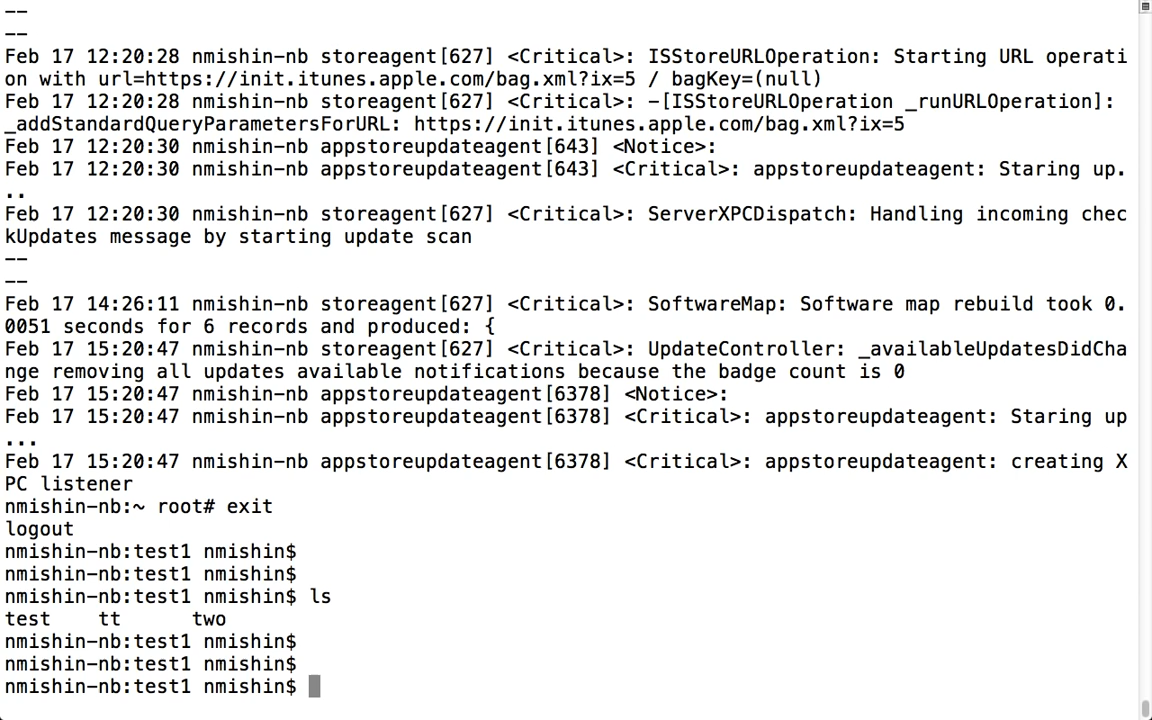 --
--
Feb 17 12:20:28 nmishin-nb storeagent[627] <Critical>: ISStoreURLOperation: Starting URL operati
on with url=https://init.itunes.apple.com/bag.xml?ix=5 / bagKey=(null)
Feb 17 12:20:28 nmishin-nb storeagent[627] <Critical>: -[ISStoreURLOperation _runURLOperation]:
_addStandardQueryParametersForURL: https://init.itunes.apple.com/bag.xml?ix=5
Feb 17 12:20:30 nmishin-nb appstoreupdateagent[643] <Notice>:
Feb 17 12:20:30 nmishin-nb appstoreupdateagent[643] <Critical>: appstoreupdateagent: Staring up.
..
Feb 17 12:20:30 nmishin-nb storeagent[627] <Critical>: ServerXPCDispatch: Handling incoming chec
kUpdates message by starting update scan
--
--
Feb 17 14:26:11 nmishin-nb storeagent[627] <Critical>: SoftwareMap: Software map rebuild took 0.
0051 seconds for 6 records and produced: {
Feb 17 15:20:47 nmishin-nb storeagent[627] <Critical>: UpdateController: _availableUpdatesDidCha
nge removing all updates available notifications because the badge count is 0
Feb 17 15:20:47 nmishin-nb appstoreupdateagent[6378] <Notice>:
Feb 17 15:20:47 nmishin-nb appstoreupdateagent[6378] <Critical>: appstoreupdateagent: Staring up
...
Feb 17 15:20:47 nmishin-nb appstoreupdateagent[6378] <Critical>: appstoreupdateagent: creating X
PC listener
nmishin-nb:~ root# exit
logout
nmishin-nb:test1 nmishin$
nmishin-nb:test1 nmishin$
nmishin-nb:test1 nmishin$ ls
test    tt      two
nmishin-nb:test1 nmishin$
nmishin-nb:test1 nmishin$
nmishin-nb:test1 nmishin$